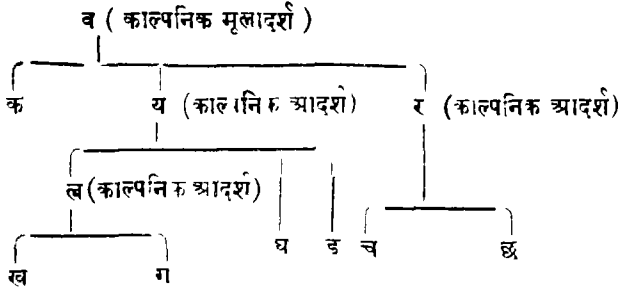 व ( काल्पनिक मूलादर्श )
क य (काल्पनिक आदर्श) र (काल्पनिक आदर्श)
ल (काल्पनिक आदर्श)
घ ङ च छ
ख ग